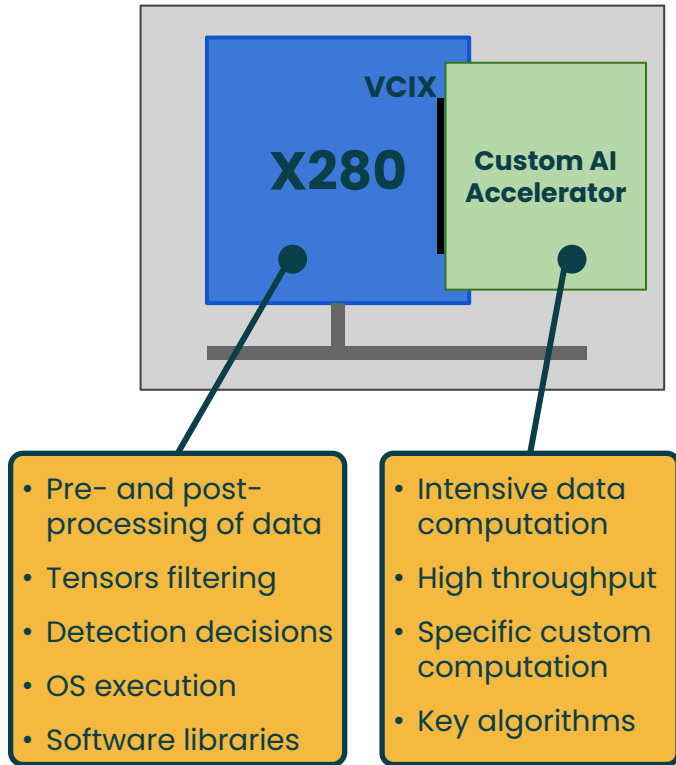 VCIX
X280
Custom AI
Accelerator
• Pre- and post-
processing of data
• Tensors filtering
• Detection decisions
• OS execution
• Software libraries
• Intensive data
computation
• High throughput
• Specific custom
computation
• Key algorithms